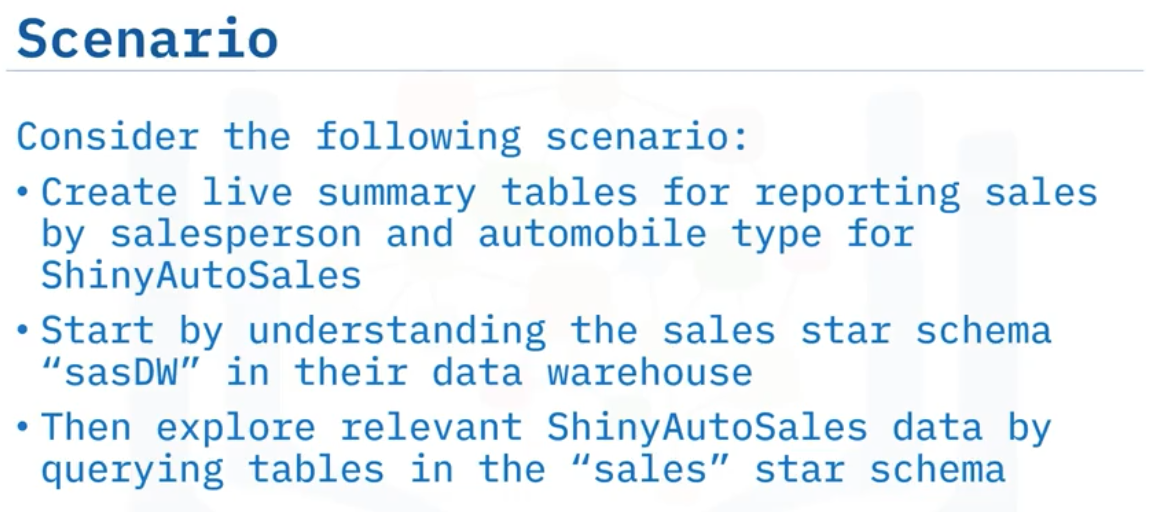 Scenario
Consider the following scenario:
• Create live summary tables for reporting sales
by salesperson and automobile type for
ShinyAutoSales
• Start by understanding the sales star schema
“sasDW” in their data warehouse
• Then explore relevant ShinyAutoSales data by
querying tables in the “sales” star schema